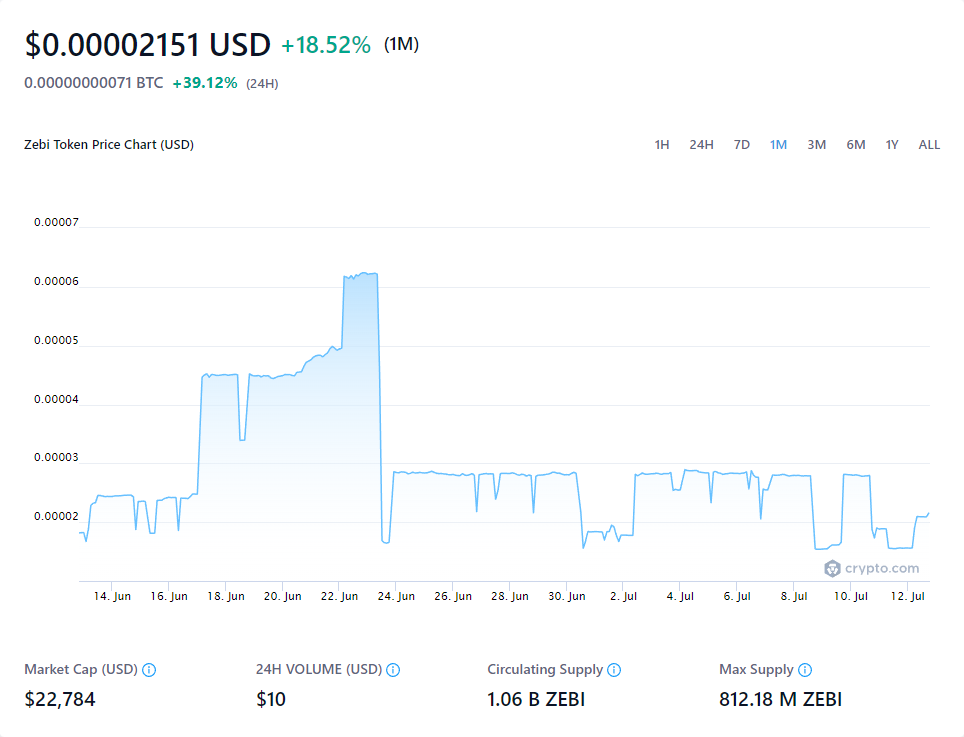 $0.00002151 USD +18.52% (1M)
0.00000000071 BTC +39.12% (24H)
Zebi Token Price Chart (USD) 1H 24H 7D 1M 3M 6M 1Y ALL
0.00007
0.00006
0.00005
0.00004
0.00003
0.00002
crypto.com
14. Jun 16. Jun 18. Jun 20. Jun 22. Jun 24. Jun 26. Jun 28. Jun 30. Jun 2. Jul 4. Jul 6. Jul 8. Jul 10. Jul 12. Jul
Market Cap (USD) 24H VOLUME (USD) Circulating Supply Max Supply
$22,784 $10 1.06 B ZEBI 812.18 M ZEBI